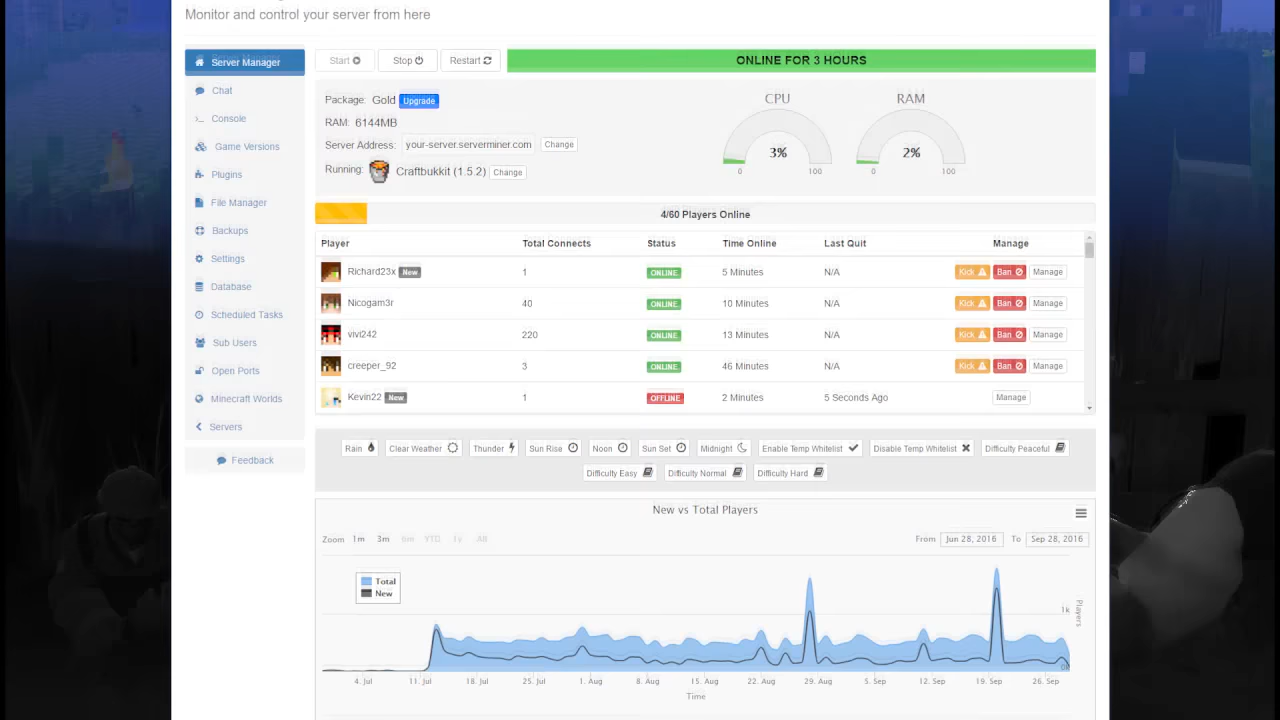 Monitor and control your server from here
Server Manager
Chat
Console
Game Versions
Plugins
File Manager
Backups
Settings
Database
Scheduled Tasks
Sub Users
Open Ports
Minecraft Worlds
Servers
Feedback
Start Stop Restart ONLINE FOR 3 HOURS
Package: Gold Upgrade
RAM: 6144MB
Server Address: your-server.serverminer.com Change
Running: Craftbukkit (1.5.2) Change
CPU RAM
3% 2%
0 100 0 100
4/60 Players Online
Player Total Connects Status Time Online Last Quit Manage
Richard23x New 1 ONLINE 5 Minutes N/A Kick Ban Manage
Nicogam3r 40 ONLINE 10 Minutes N/A Kick Ban Manage
vivi242 220 ONLINE 13 Minutes N/A Kick Ban Manage
creeper_92 3 ONLINE 46 Minutes N/A Kick Ban Manage
Kevin22 New 1 OFFLINE 2 Minutes 5 Seconds Ago Manage
Rain Clear Weather Thunder Sun Rise Noon Sun Set Midnight Enable Temp Whitelist Disable Temp Whitelist Difficulty Peaceful
Difficulty Easy Difficulty Normal Difficulty Hard
New vs Total Players
Zoom 1m 3m 6m YTD 1y All From Jun 28, 2016 To Sep 28, 2016
Total
New
1k
Players
0k
4. Jul 11. Jul 18. Jul 25. Jul 1. Aug 8. Aug 15. Aug 22. Aug 29. Aug 5. Sep 12. Sep 19. Sep 26. Sep
Time